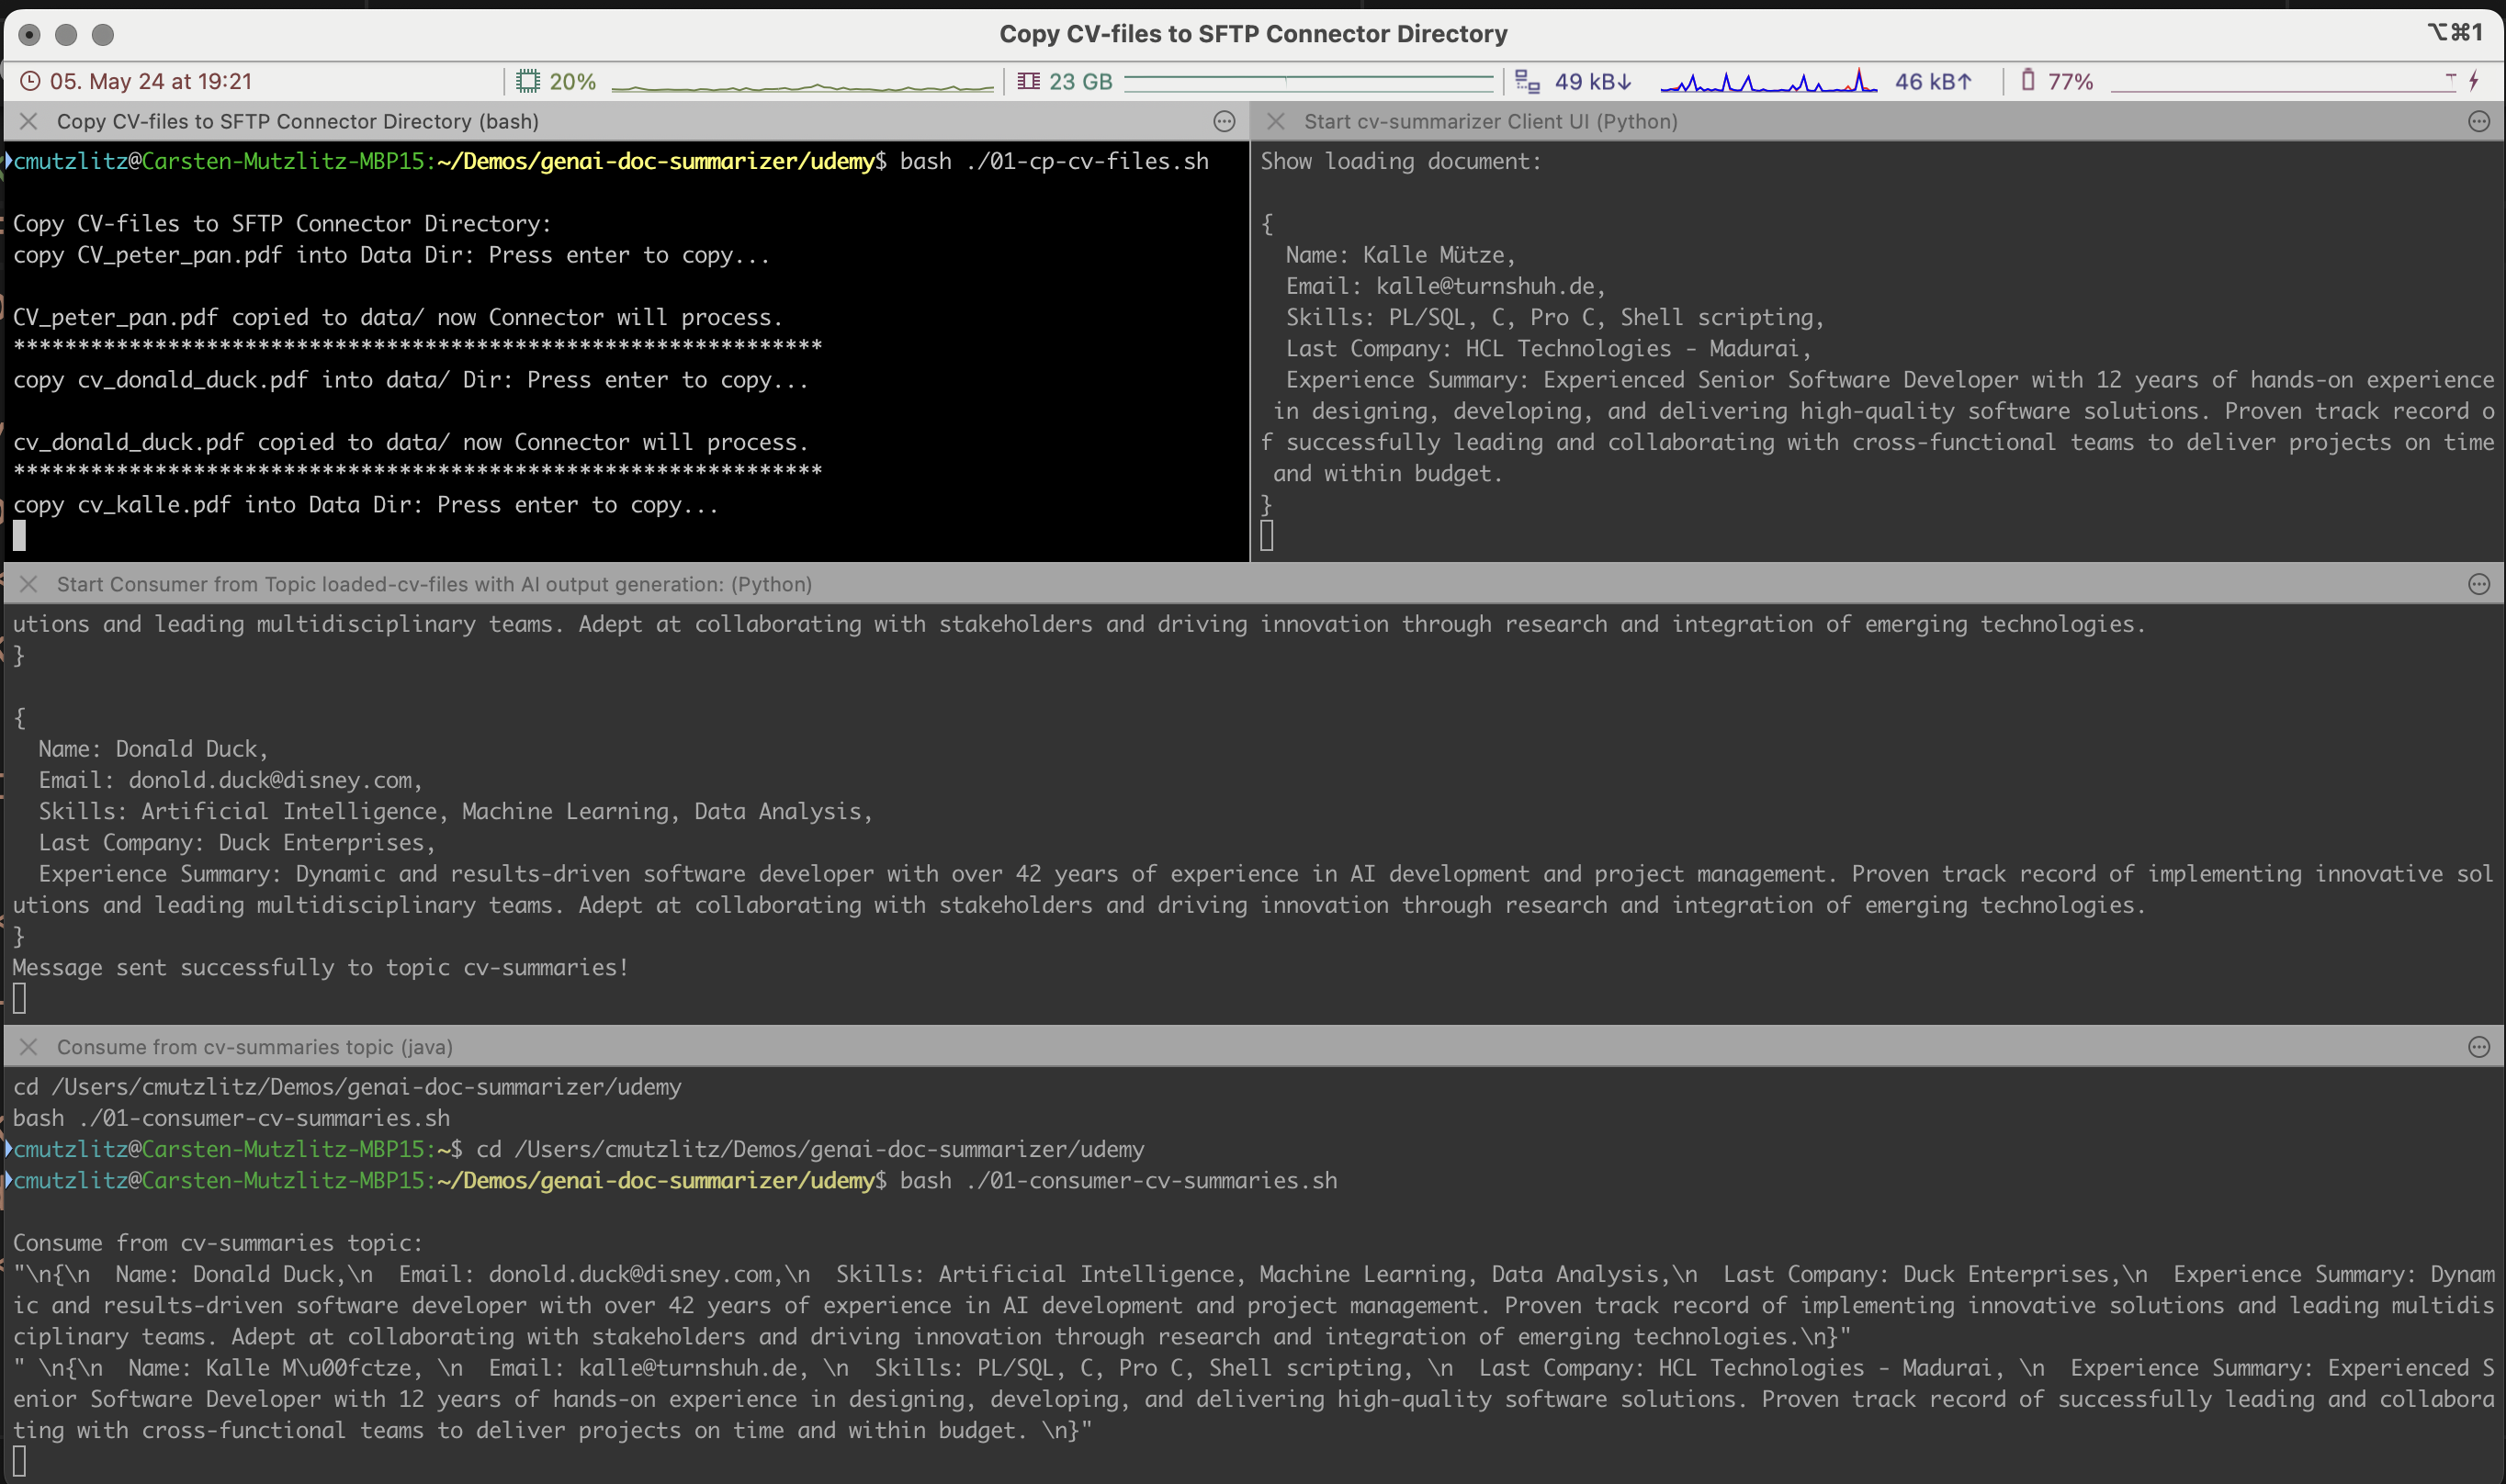 Copy CV-files to SFTP Connector Directory
⌥⌘1
05. May 24 at 19:21
20%
23 GB
49 kB↓
46 kB↑
77%
Copy CV-files to SFTP Connector Directory (bash)
cmutzlitz@Carsten-Mutzlitz-MBP15:~/Demos/genai-doc-summarizer/udemy$ bash ./01-cp-cv-files.sh
Copy CV-files to SFTP Connector Directory:
copy CV_peter_pan.pdf into Data Dir: Press enter to copy...
CV_peter_pan.pdf copied to data/ now Connector will process.
***************************************************************
copy cv_donald_duck.pdf into data/ Dir: Press enter to copy...
cv_donald_duck.pdf copied to data/ now Connector will process.
***************************************************************
copy cv_kalle.pdf into Data Dir: Press enter to copy...
Start cv-summarizer Client UI (Python)
Show loading document:
{
  Name: Kalle Mütze,
  Email: kalle@turnshuh.de,
  Skills: PL/SQL, C, Pro C, Shell scripting,
  Last Company: HCL Technologies - Madurai,
  Experience Summary: Experienced Senior Software Developer with 12 years of hands-on experience
 in designing, developing, and delivering high-quality software solutions. Proven track record o
f successfully leading and collaborating with cross-functional teams to deliver projects on time
 and within budget.
}
Start Consumer from Topic loaded-cv-files with AI output generation: (Python)
utions and leading multidisciplinary teams. Adept at collaborating with stakeholders and driving innovation through research and integration of emerging technologies.
}
{
  Name: Donald Duck,
  Email: donold.duck@disney.com,
  Skills: Artificial Intelligence, Machine Learning, Data Analysis,
  Last Company: Duck Enterprises,
  Experience Summary: Dynamic and results-driven software developer with over 42 years of experience in AI development and project management. Proven track record of implementing innovative sol
utions and leading multidisciplinary teams. Adept at collaborating with stakeholders and driving innovation through research and integration of emerging technologies.
}
Message sent successfully to topic cv-summaries!
Consume from cv-summaries topic (java)
cd /Users/cmutzlitz/Demos/genai-doc-summarizer/udemy
bash ./01-consumer-cv-summaries.sh
cmutzlitz@Carsten-Mutzlitz-MBP15:~$ cd /Users/cmutzlitz/Demos/genai-doc-summarizer/udemy
cmutzlitz@Carsten-Mutzlitz-MBP15:~/Demos/genai-doc-summarizer/udemy$ bash ./01-consumer-cv-summaries.sh
Consume from cv-summaries topic:
"\n{\n  Name: Donald Duck,\n  Email: donold.duck@disney.com,\n  Skills: Artificial Intelligence, Machine Learning, Data Analysis,\n  Last Company: Duck Enterprises,\n  Experience Summary: Dynam
ic and results-driven software developer with over 42 years of experience in AI development and project management. Proven track record of implementing innovative solutions and leading multidis
ciplinary teams. Adept at collaborating with stakeholders and driving innovation through research and integration of emerging technologies.\n}"
" \n{\n  Name: Kalle M\u00fctze, \n  Email: kalle@turnshuh.de, \n  Skills: PL/SQL, C, Pro C, Shell scripting, \n  Last Company: HCL Technologies - Madurai, \n  Experience Summary: Experienced S
enior Software Developer with 12 years of hands-on experience in designing, developing, and delivering high-quality software solutions. Proven track record of successfully leading and collabora
ting with cross-functional teams to deliver projects on time and within budget. \n}"